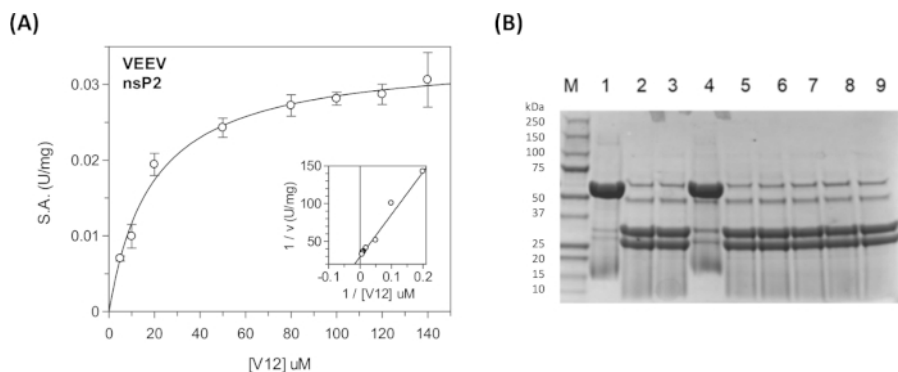 (A)
VEEV
nsP2
0.03
0.02
0.01
0
S.A. (U/mg)
0 20 40 60 80 100 120 140
[V12] uM
150
100
50
1 / v (U/mg)
-0.1 0 0.1 0.2
1 / [V12] uM
(B)
M 1 2 3 4 5 6 7 8 9
kDa
250
150
100
75
50
37
25
20
15
10